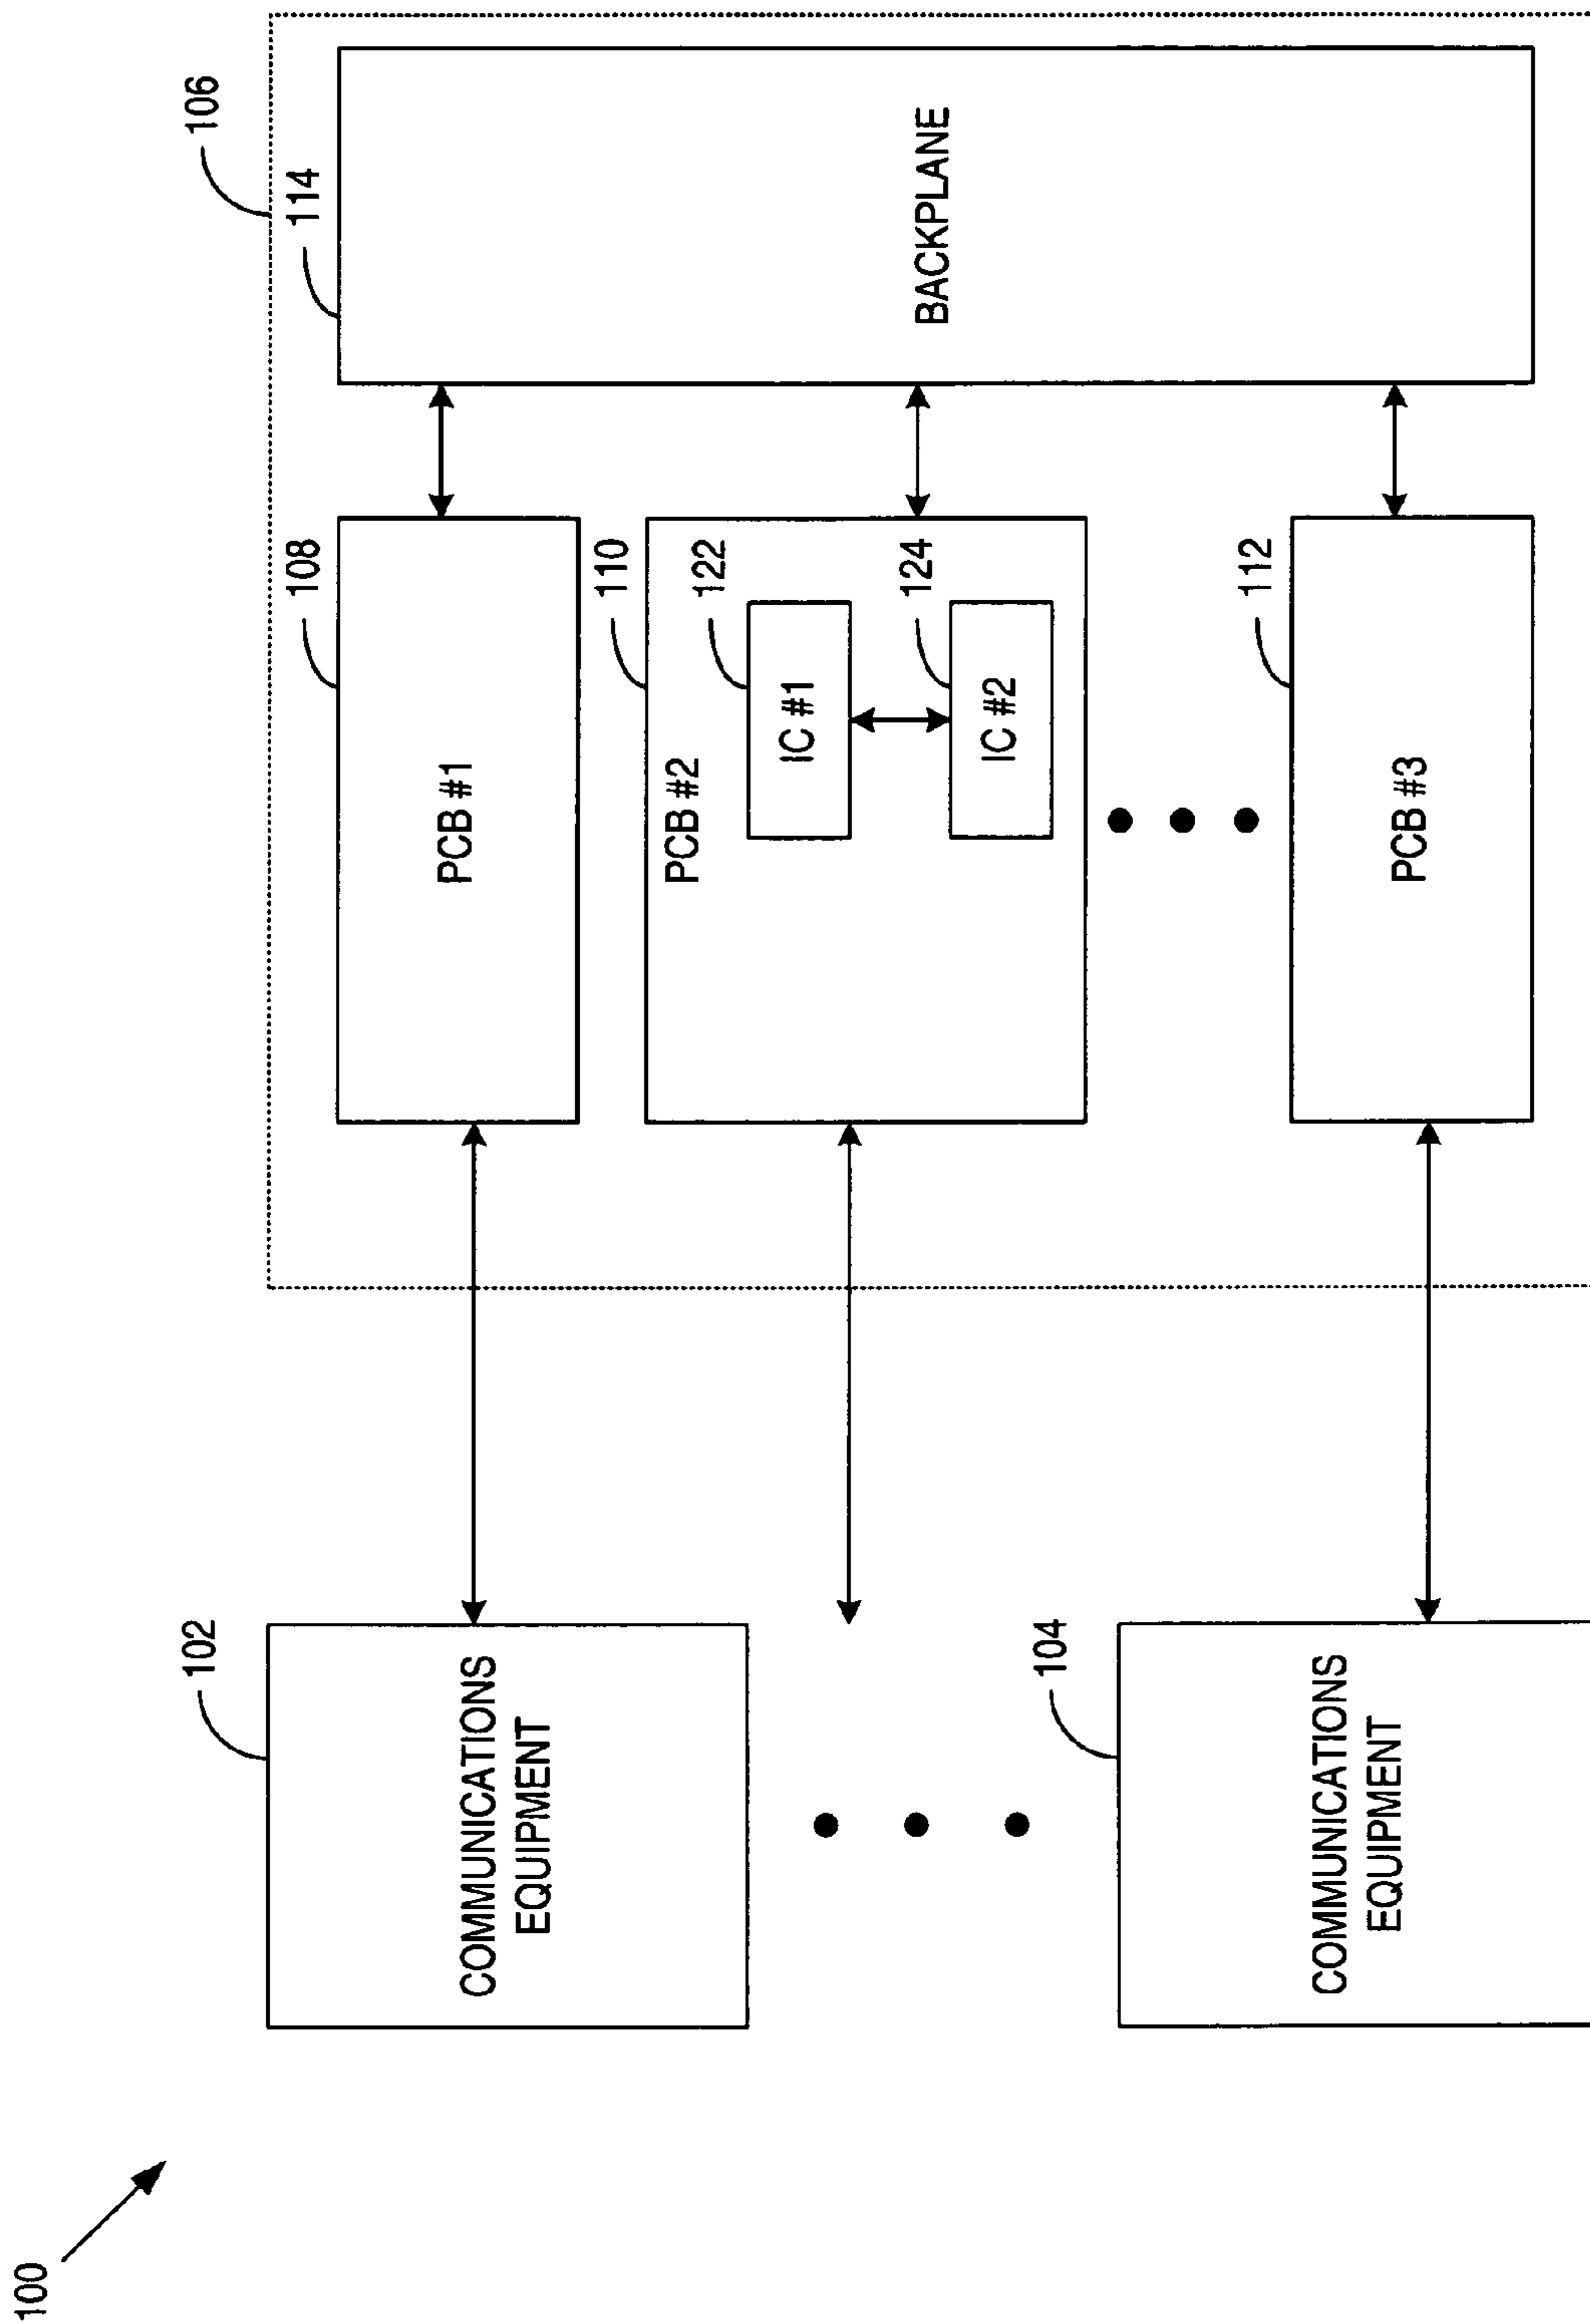 100
102
COMMUNICATIONS
EQUIPMENT
104
COMMUNICATIONS
EQUIPMENT
106
108
PCB #1
110
PCB #2
122
IC #1
124
IC #2
112
PCB #3
114
BACKPLANE